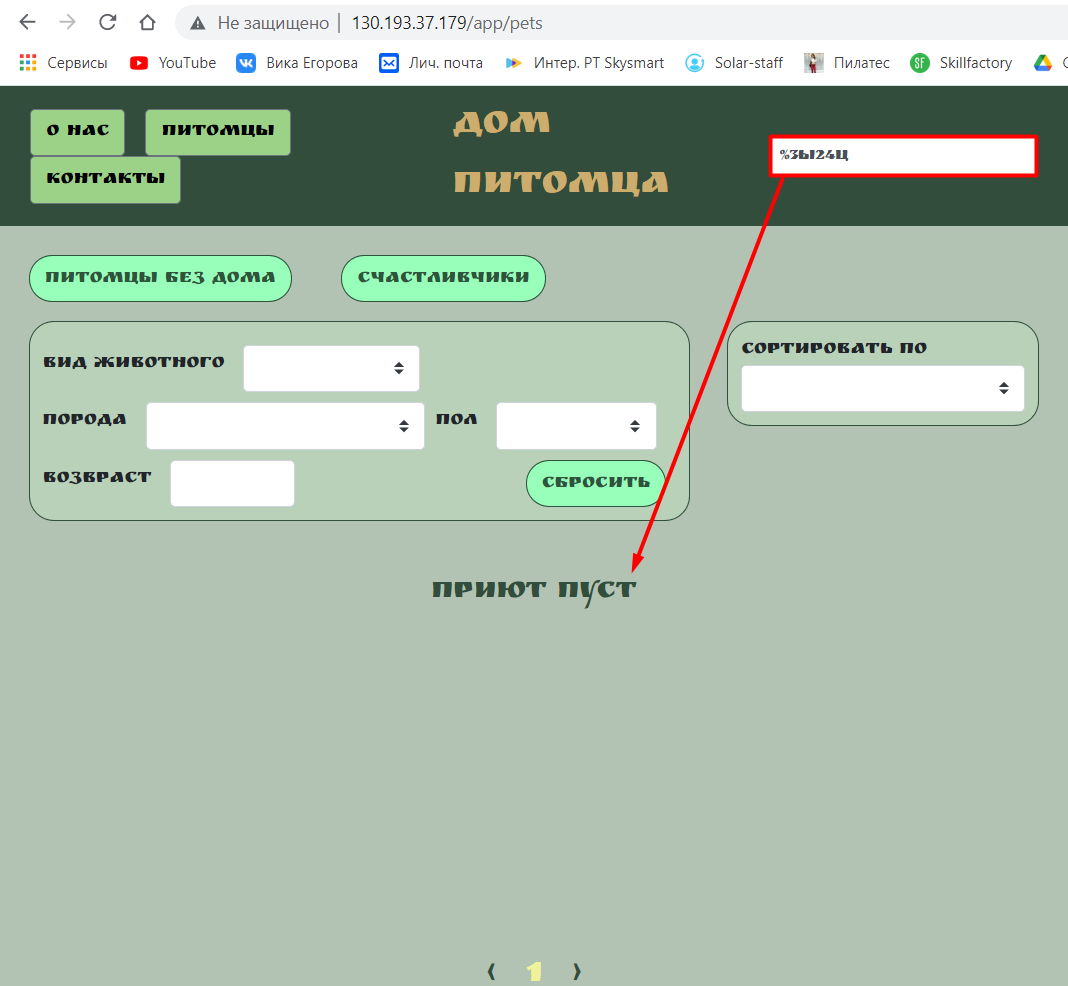 Не защищено | 130.193.37.179/app/pets
Сервисы YouTube Вика Егорова Лич. почта Интер. РТ Skysmart Solar-staff Пилатес Skillfactory
О НАС ПИТОМЦЫ
КОНТАКТЫ
ДОМ
ПИТОМЦА
%ЗЫ24Ц
ПИТОМЦЫ БЕЗ ДОМА СЧАСТЛИВЧИКИ
ВИД ЖИВОТНОГО
ПОРОДА ПОЛ
ВОЗВРАСТ СБРОСИТЬ
СОРТИРОВАТЬ ПО
ПРИЮТ ПУСТ
‹ 1 ›